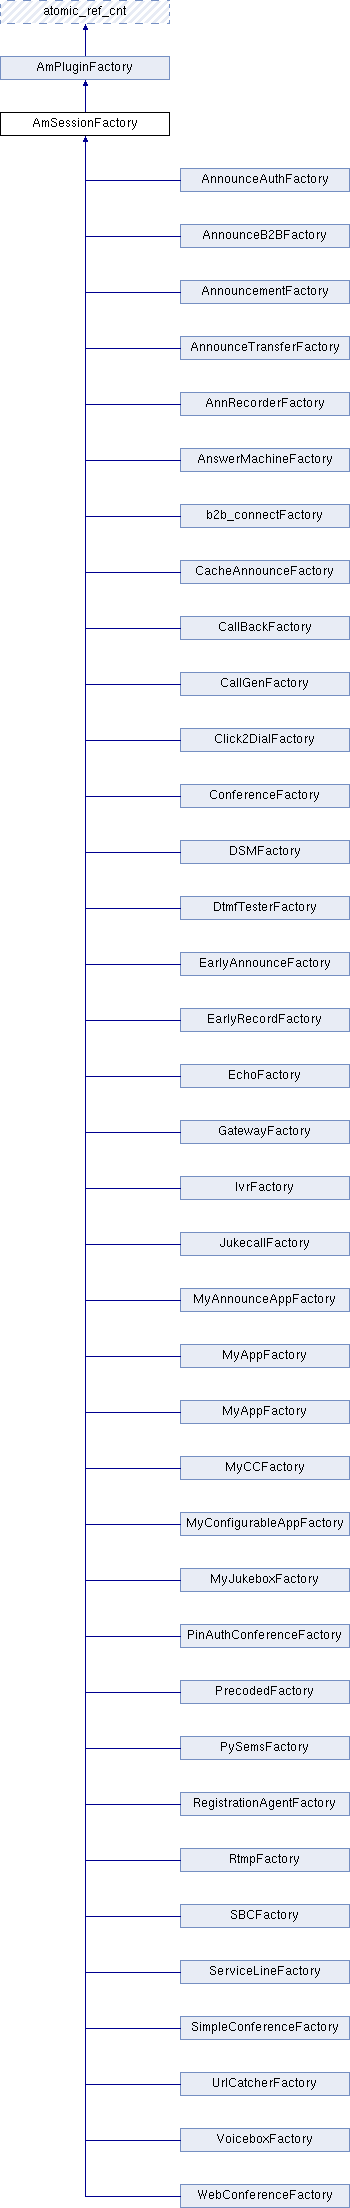 atomic_ref_cnt
AmPluginFactory
AmSessionFactory
AnnounceAuthFactory
AnnounceB2BFactory
AnnouncementFactory
AnnounceTransferFactory
AnnRecorderFactory
AnswerMachineFactory
b2b_connectFactory
CacheAnnounceFactory
CallBackFactory
CallGenFactory
Click2DialFactory
ConferenceFactory
DSMFactory
DtmfTesterFactory
EarlyAnnounceFactory
EarlyRecordFactory
EchoFactory
GatewayFactory
IvrFactory
JukecallFactory
MyAnnounceAppFactory
MyAppFactory
MyAppFactory
MyCCFactory
MyConfigurableAppFactory
MyJukeboxFactory
PinAuthConferenceFactory
PrecodedFactory
PySemsFactory
RegistrationAgentFactory
RtmpFactory
SBCFactory
ServiceLineFactory
SimpleConferenceFactory
UrlCatcherFactory
VoiceboxFactory
WebConferenceFactory